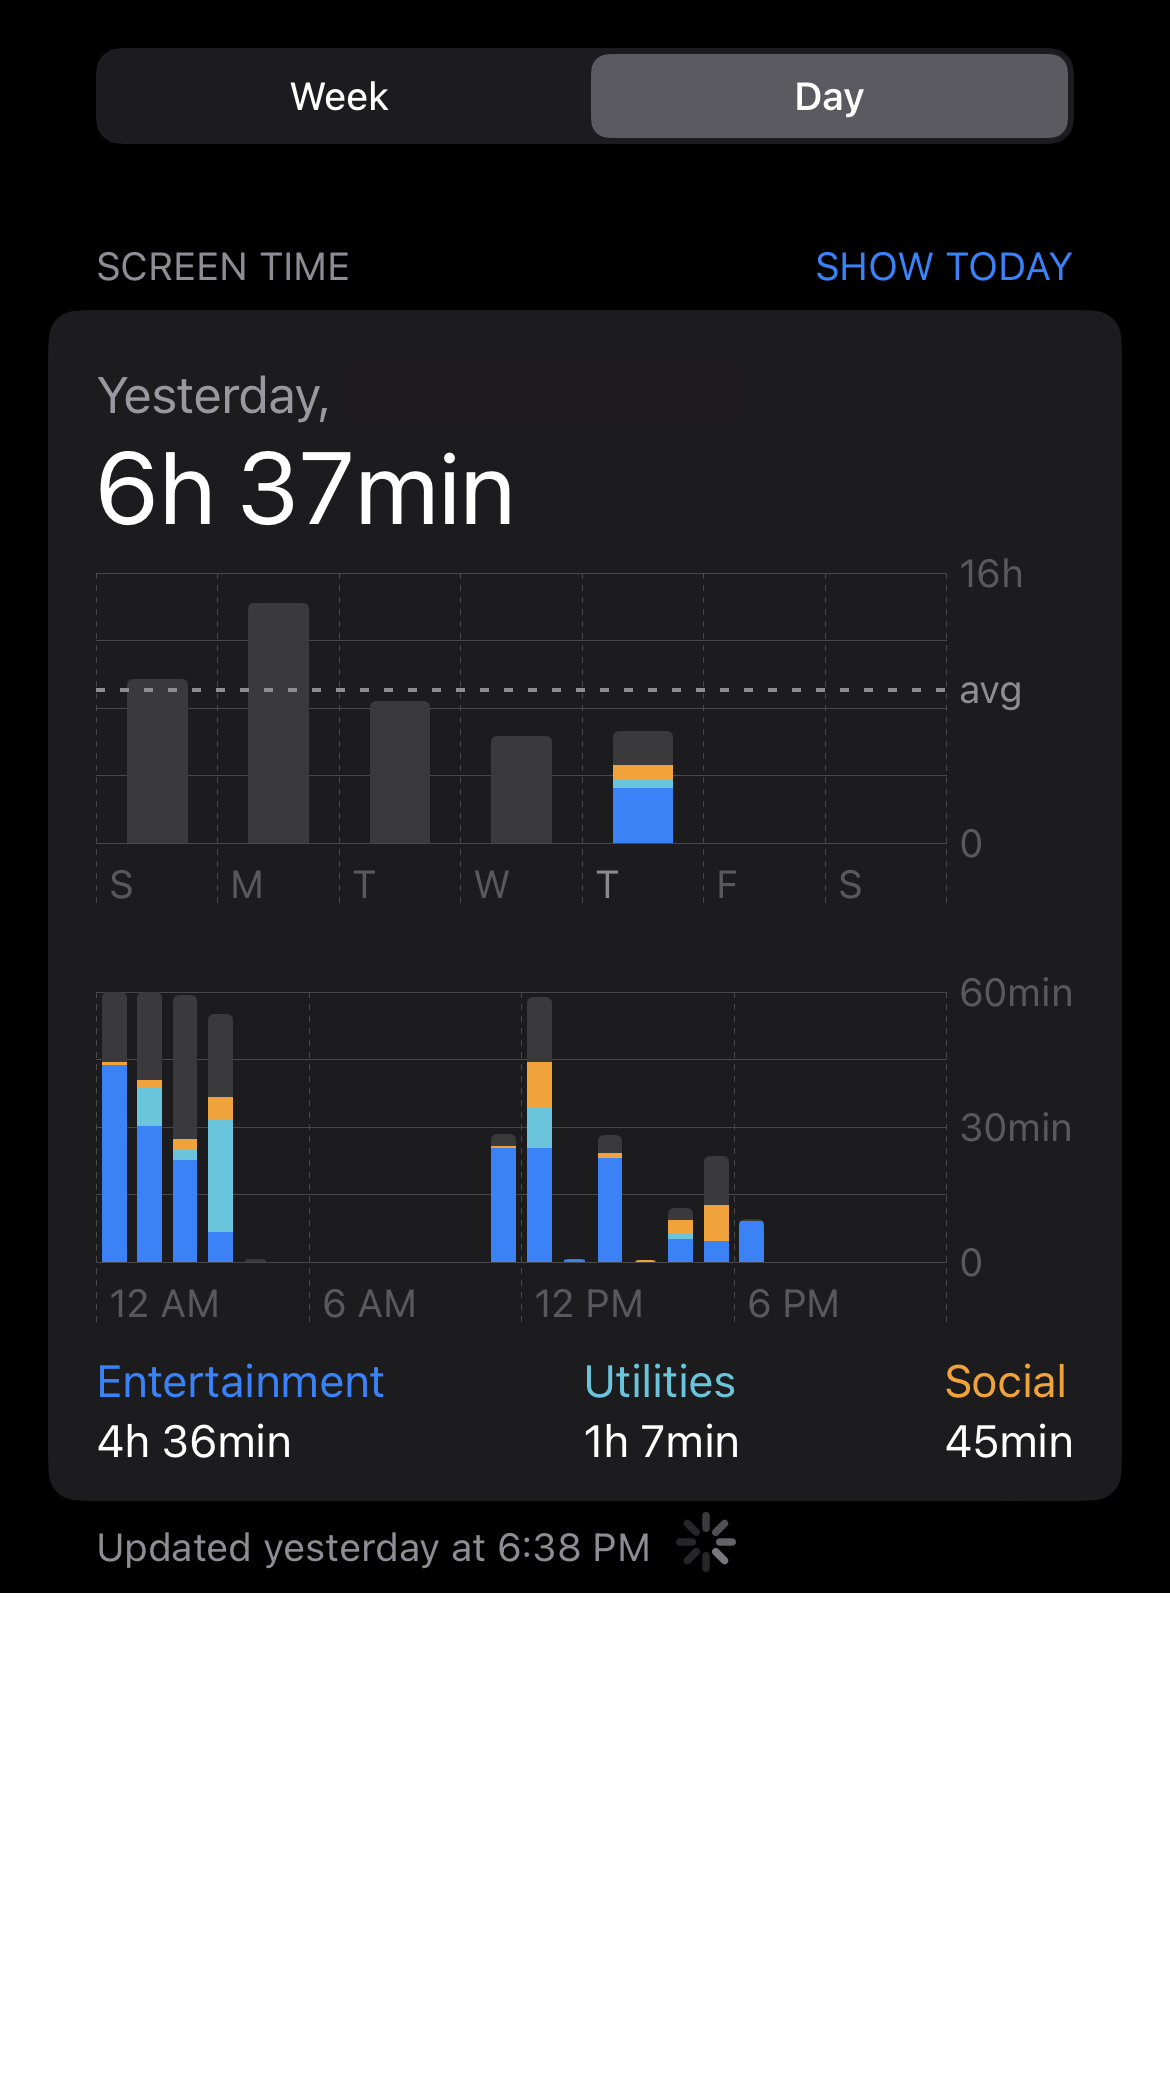 Week Day
SCREEN TIME SHOW TODAY
Yesterday,
6h 37min
16h
avg
0
S M T W T F S
60min
30min
0
12 AM 6 AM 12 PM 6 PM
Entertainment Utilities Social
4h 36min 1h 7min 45min
Updated yesterday at 6:38 PM